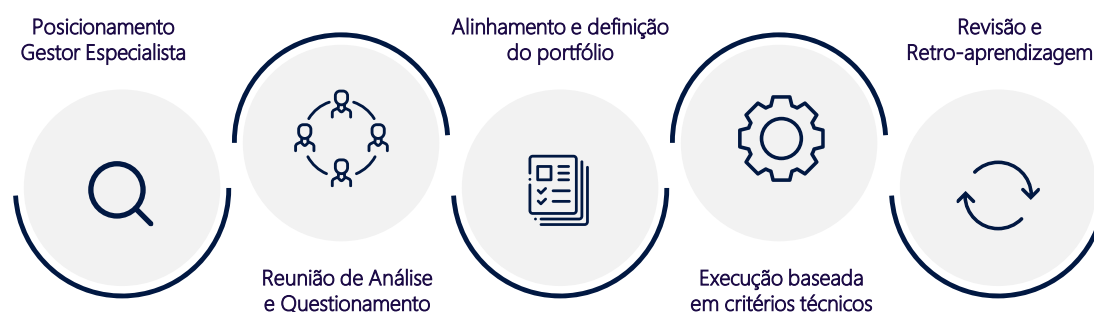 Posicionamento
Gestor Especialista
Reunião de Análise
e Questionamento
Alinhamento e definição
do portfólio
Execução baseada
em critérios técnicos
Revisão e
Retro-aprendizagem